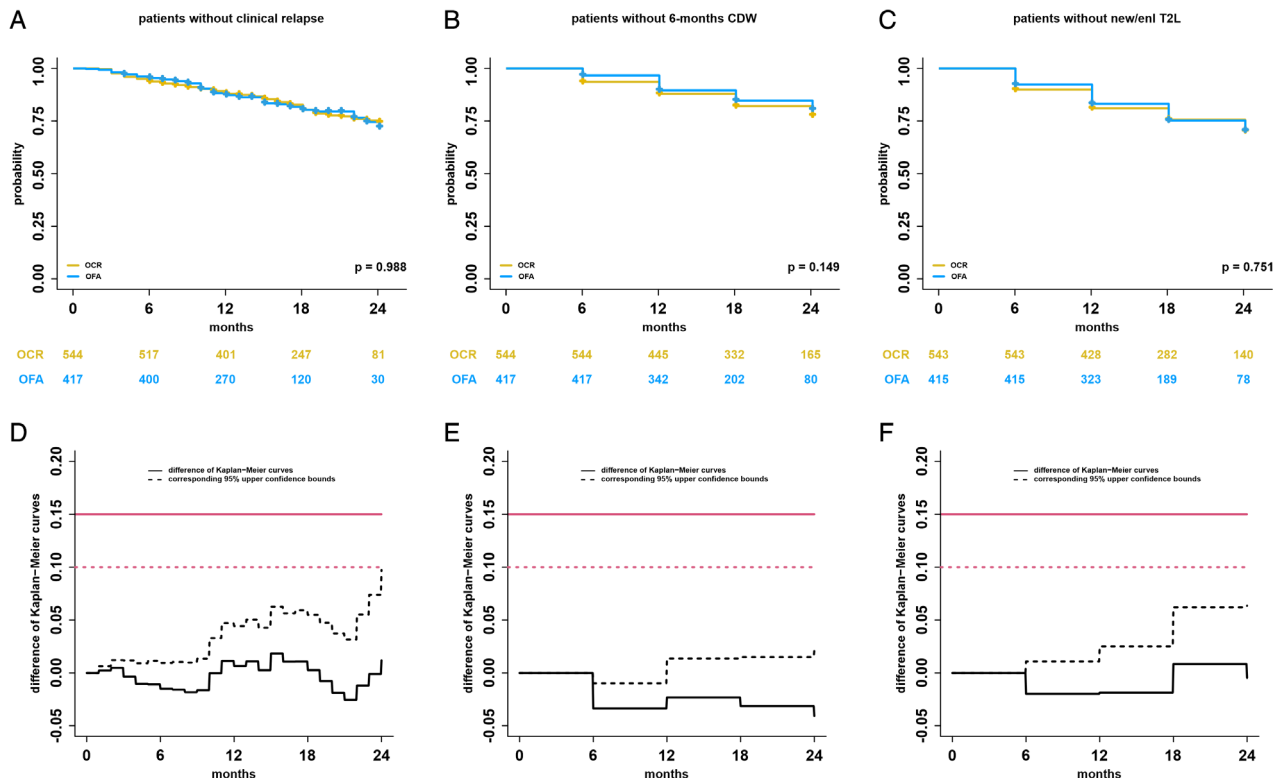 A
patients without clinical relapse
probability
1.00
0.75
0.50
0.25
0.00
OCR
OFA
p = 0.988
0 6 12 18 24
months
OCR 544 517 401 247 81
OFA 417 400 270 120 30
B
patients without 6-months CDW
probability
1.00
0.75
0.50
0.25
0.00
OCR
OFA
p = 0.149
0 6 12 18 24
months
OCR 544 544 445 332 165
OFA 417 417 342 202 80
C
patients without new/enl T2L
probability
1.00
0.75
0.50
0.25
0.00
OCR
OFA
p = 0.751
0 6 12 18 24
months
OCR 543 543 428 282 140
OFA 415 415 323 189 78
D
difference of Kaplan-Meier curves
0.20
0.15
0.10
0.05
0.00
-0.05
difference of Kaplan-Meier curves
corresponding 95% upper confidence bounds
0 6 12 18 24
months
E
difference of Kaplan-Meier curves
0.20
0.15
0.10
0.05
0.00
-0.05
difference of Kaplan-Meier curves
corresponding 95% upper confidence bounds
0 6 12 18 24
months
F
difference of Kaplan-Meier curves
0.20
0.15
0.10
0.05
0.00
-0.05
difference of Kaplan-Meier curves
corresponding 95% upper confidence bounds
0 6 12 18 24
months